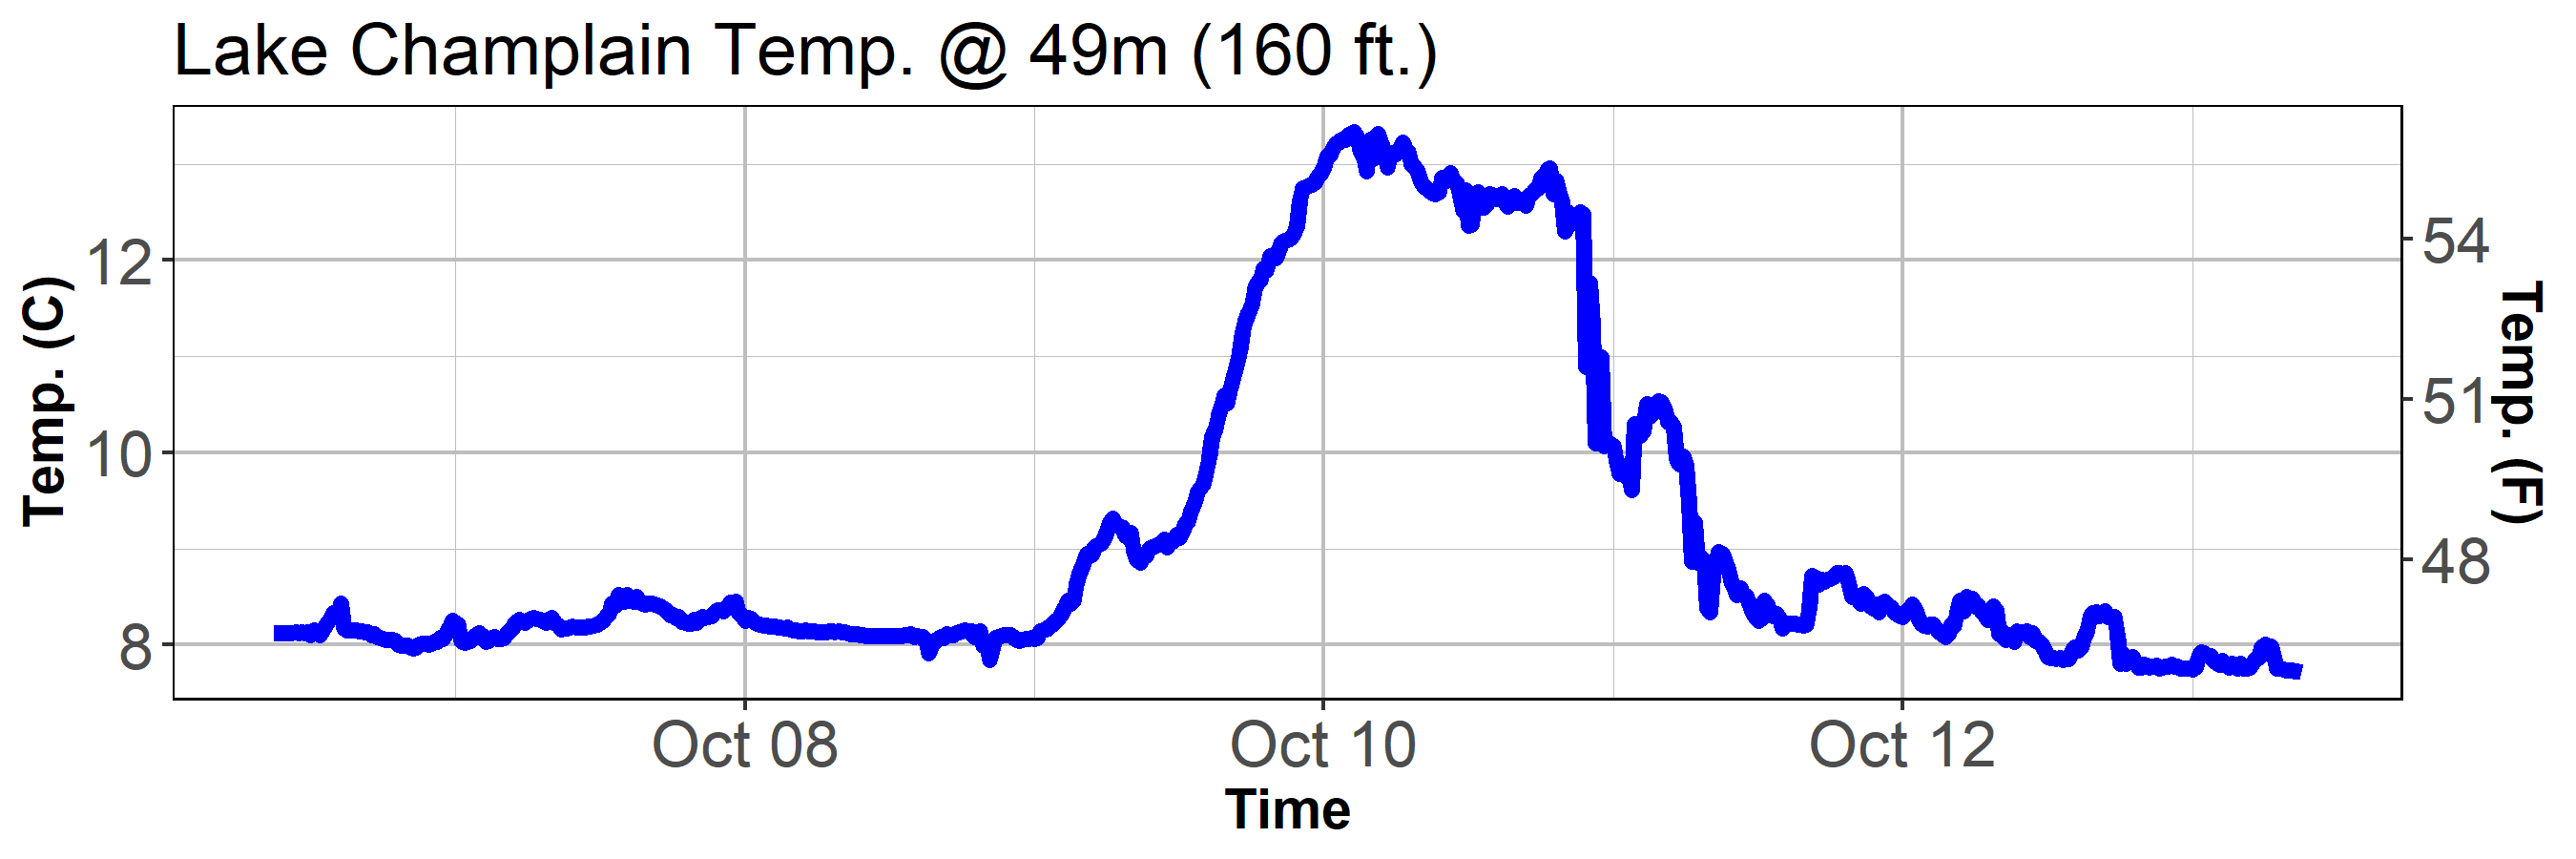 Lake Champlain Temp. @ 49m (160 ft.)
Temp. (C)
12
10
8
54
51
48
Temp. (F)
Oct 08
Oct 10
Oct 12
Time